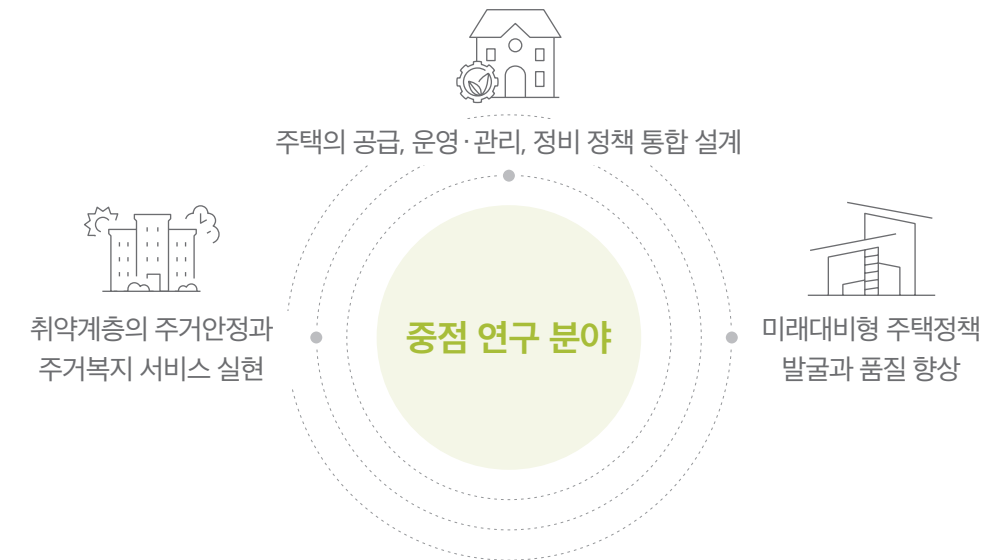 주택의 공급, 운영·관리, 정비 정책 통합 설계
취약계층의 주거안정과
주거복지 서비스 실현
중점 연구 분야
미래대비형 주택정책
발굴과 품질 향상